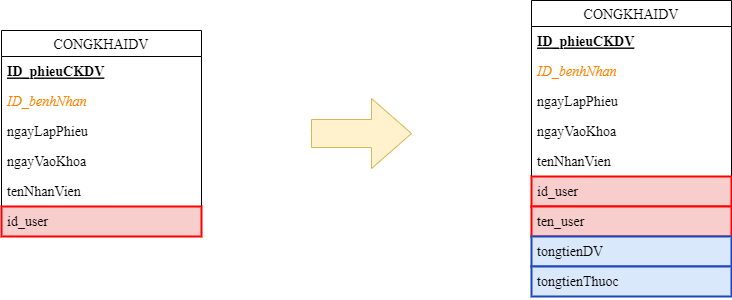 CONGKHAIDV
ID_phieuCKDV
ID_benhNhan
ngayLapPhieu
ngayVaoKhoa
tenNhanVien
id_user
CONGKHAIDV
ID_phieuCKDV
ID_benhNhan
ngayLapPhieu
ngayVaoKhoa
tenNhanVien
id_user
ten_user
tongtienDV
tongtienThuoc